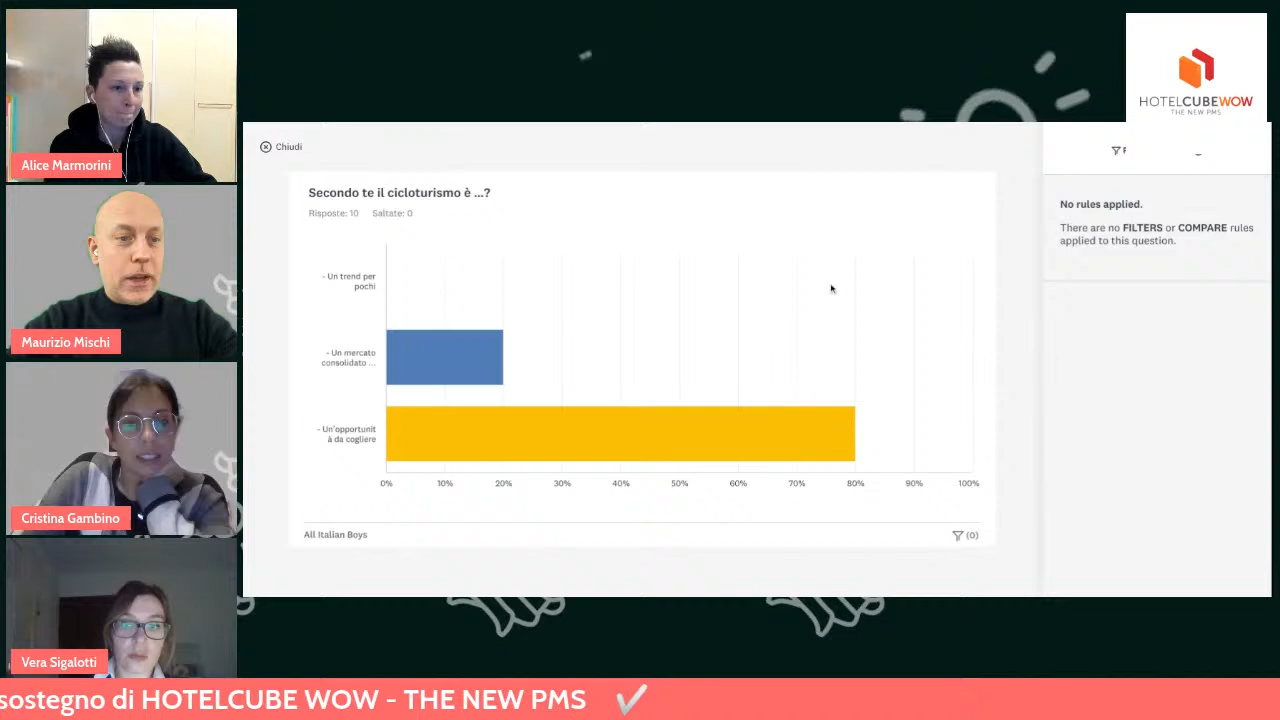 Alice Marmorini
Maurizio Mischi
Cristina Gambino
Vera Sigalotti
HOTELCUBEWOW
THE NEW PMS
Chiudi
Secondo te il cicloturismo è ...?
Risposte: 10 Saltate: 0
- Un trend per
pochi
- Un mercato
consolidato ...
- Un'opportunit
à da cogliere
0% 10% 20% 30% 40% 50% 60% 70% 80% 90% 100%
All Italian Boys
(0)
No rules applied.
There are no FILTERS or COMPARE rules
applied to this question.
sostegno di HOTELCUBE WOW - THE NEW PMS